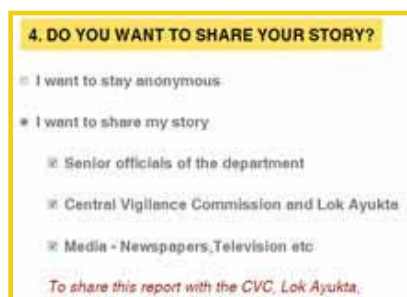 4. DO YOU WANT TO SHARE YOUR STORY?
I want to stay anonymous
I want to share my story
Senior officials of the department
Central Vigilance Commission and Lok Ayukta
Media - Newspapers,Television etc
To share this report with the CVC, Lok Ayukta,